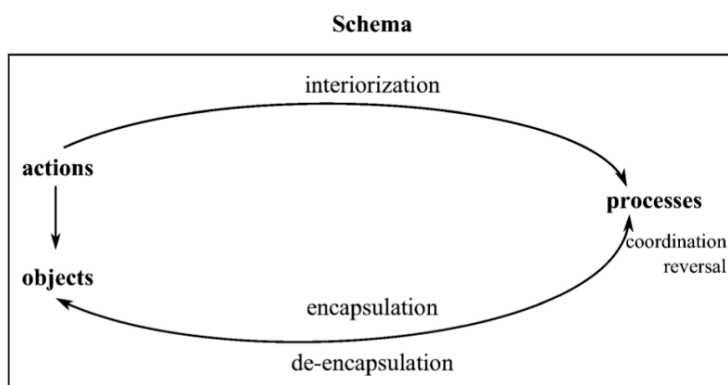 Schema
interiorization
actions
processes
coordination
reversal
objects
encapsulation
de-encapsulation